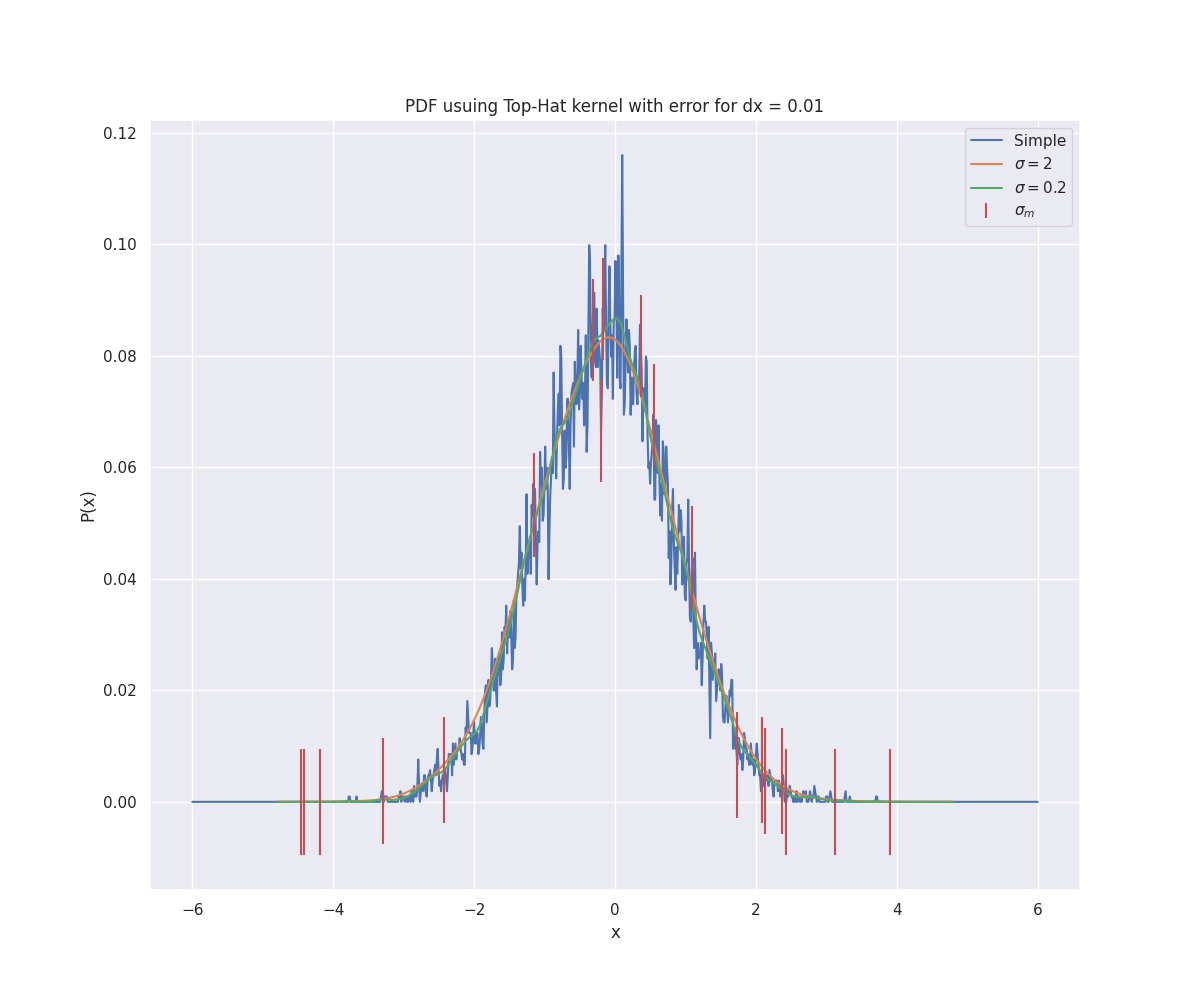 PDF usuing Top-Hat kernel with error for dx = 0.01
Simple
σ = 2
σ = 0.2
σm
0.12
0.10
0.08
0.06
0.04
0.02
0.00
P(x)
−6
−4
−2
0
2
4
6
x